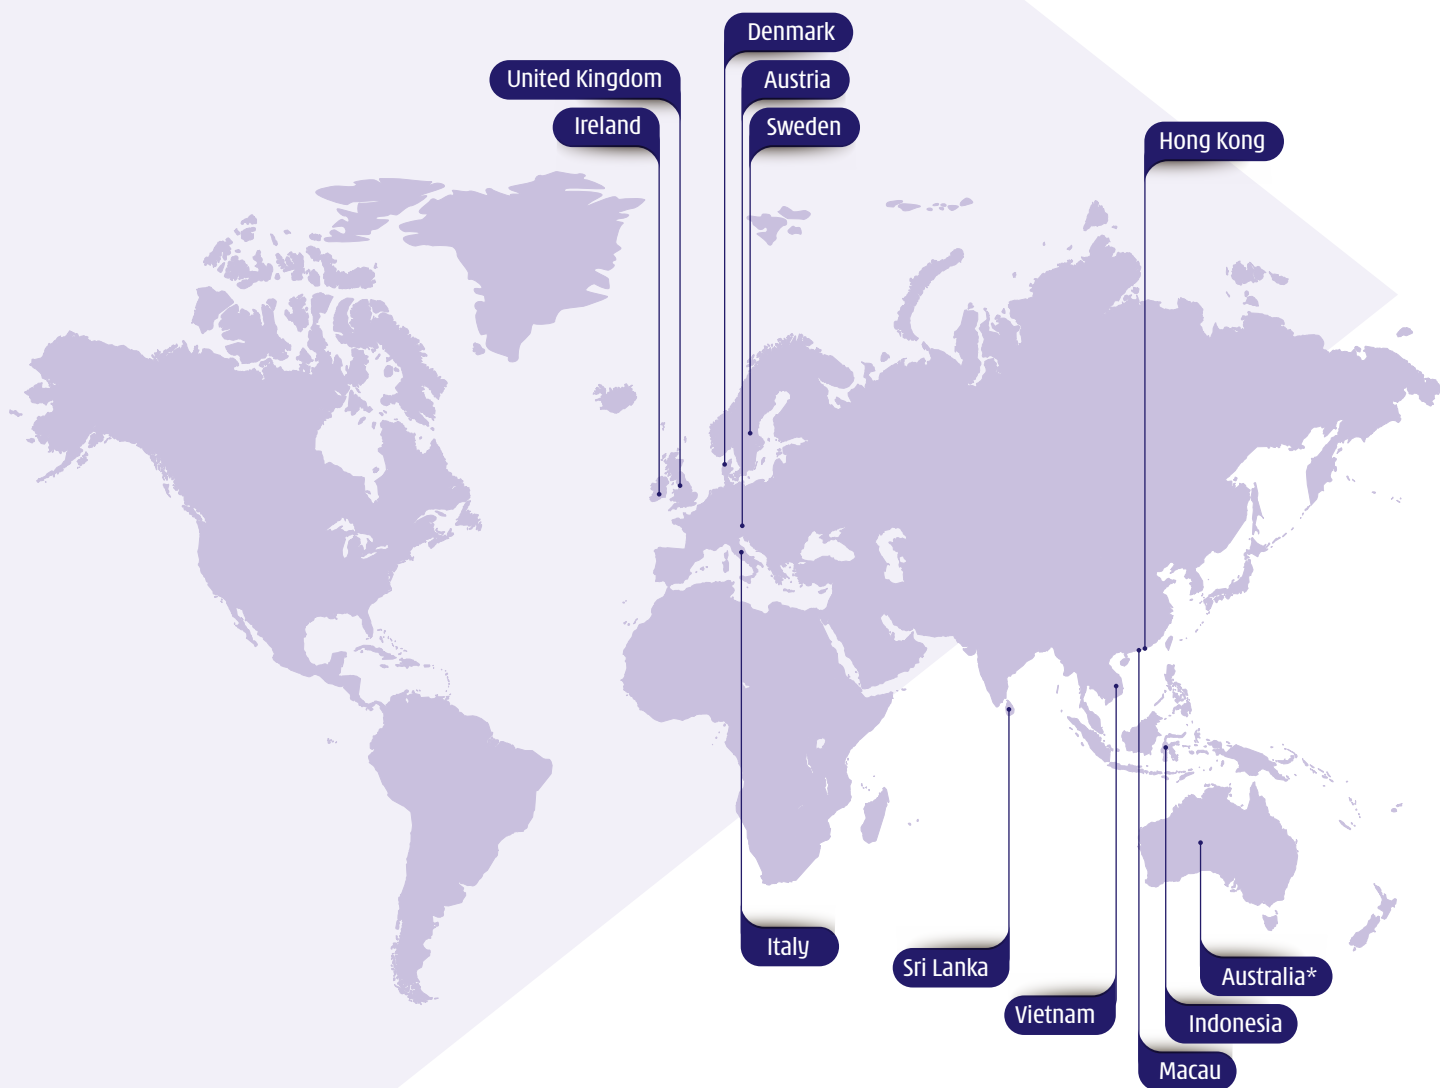 Denmark
United Kingdom
Austria
Ireland
Sweden
Hong Kong
Italy
Sri Lanka
Australia*
Vietnam
Indonesia
Macau